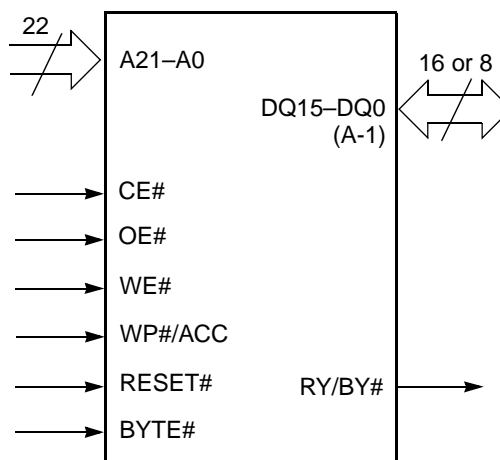 22
A21–A0
16 or 8
DQ15–DQ0
(A-1)
CE#
OE#
WE#
WP#/ACC
RESET#
RY/BY#
BYTE#